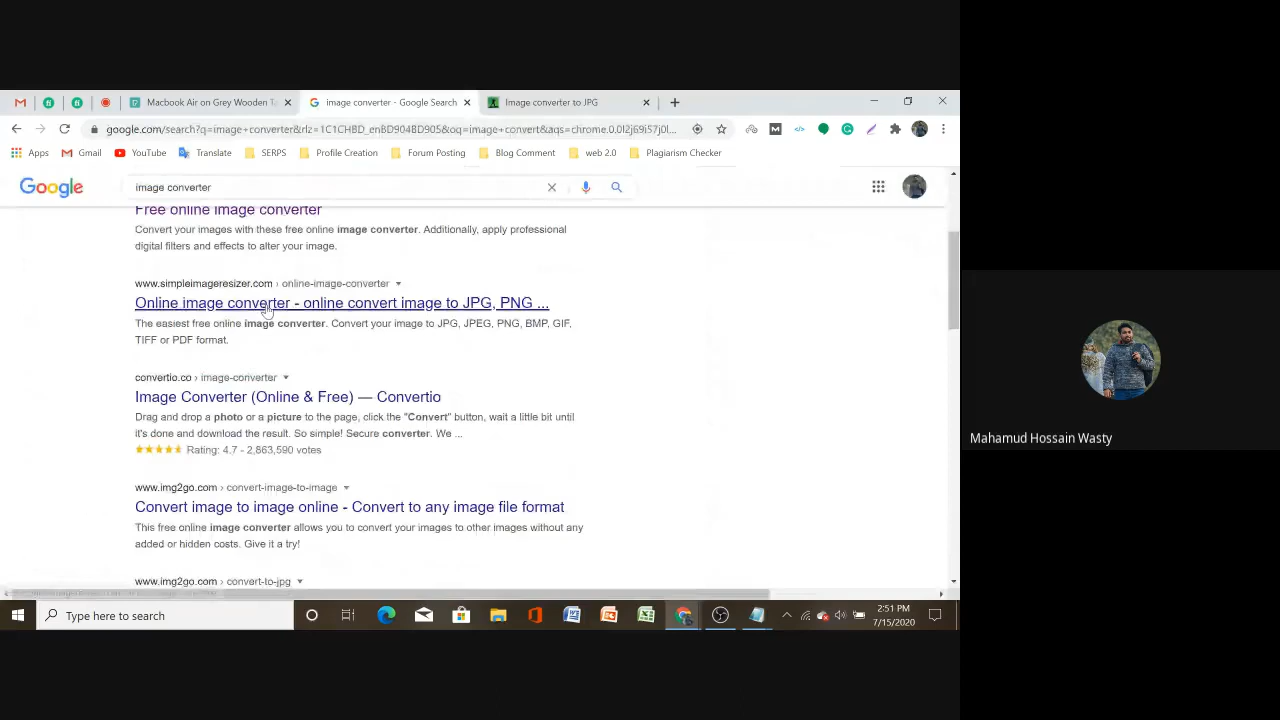 Macbook Air on Grey Wooden Ta
image converter - Google Search
Image converter to JPG
google.com/search?q=image+converter&rlz=1C1CHBD_enBD904BD905&oq=image+convert&aqs=chrome.0.0l2j69i57j0l...
Apps
Gmail
YouTube
Translate
SERPS
Profile Creation
Forum Posting
Blog Comment
web 2.0
Plagiarism Checker
Google
image converter
Free online image converter
Convert your images with these free online image converter. Additionally, apply professional
digital filters and effects to alter your image.
www.simpleimageresizer.com › online-image-converter
Online image converter - online convert image to JPG, PNG ...
The easiest free online image converter. Convert your image to JPG, JPEG, PNG, BMP, GIF,
TIFF or PDF format.
convertio.co › image-converter
Image Converter (Online & Free) — Convertio
Drag and drop a photo or a picture to the page, click the "Convert" button, wait a little bit until
it's done and download the result. So simple! Secure converter. We ...
Rating: 4.7 - 2,863,590 votes
www.img2go.com › convert-image-to-image
Convert image to image online - Convert to any image file format
This free online image converter allows you to convert your images to other images without any
added or hidden costs. Give it a try!
www.img2go.com › convert-to-jpg
Type here to search
2:51 PM
7/15/2020
Mahamud Hossain Wasty